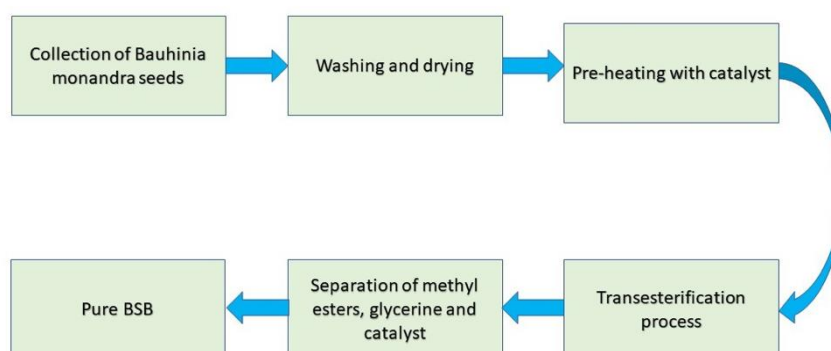 Collection of Bauhinia
monandra seeds
Washing and drying
Pre-heating with catalyst
Transesterification
process
Separation of methyl
esters, glycerine and
catalyst
Pure BSB